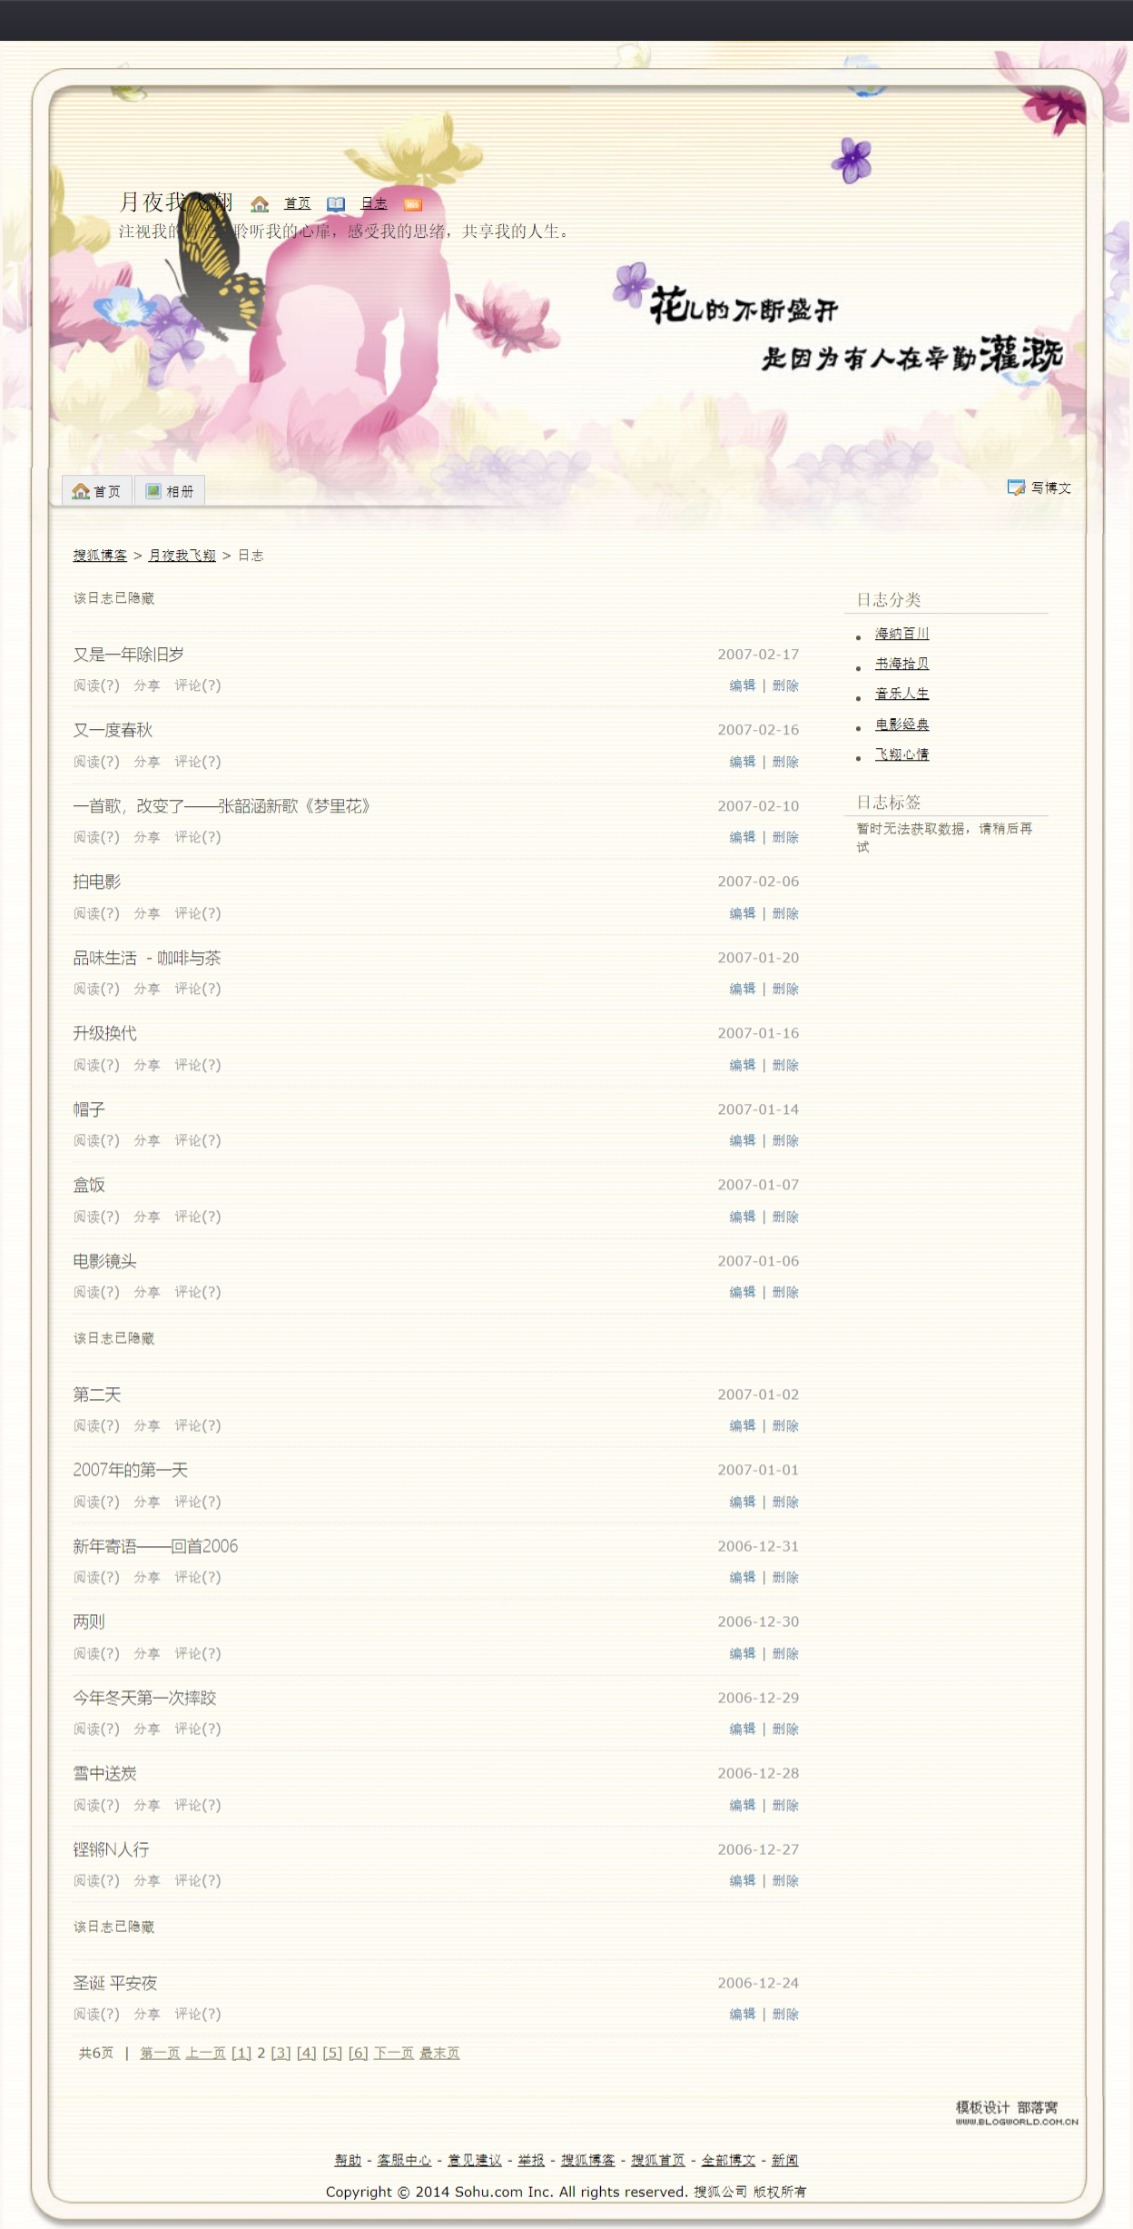 月夜我飞翔 首页 日志
注视我的 聆听我的心扉，感受我的思绪，共享我的人生。
花儿的不断盛开
是因为有人在辛勤灌溉
首页 相册 写博文
搜狐博客 > 月夜我飞翔 > 日志
该日志已隐藏
又是一年除旧岁 2007-02-17
阅读(?) 分享 评论(?) 编辑 | 删除
又一度春秋 2007-02-16
阅读(?) 分享 评论(?) 编辑 | 删除
一首歌，改变了——张韶涵新歌《梦里花》 2007-02-10
阅读(?) 分享 评论(?) 编辑 | 删除
拍电影 2007-02-06
阅读(?) 分享 评论(?) 编辑 | 删除
品味生活 - 咖啡与茶 2007-01-20
阅读(?) 分享 评论(?) 编辑 | 删除
升级换代 2007-01-16
阅读(?) 分享 评论(?) 编辑 | 删除
帽子 2007-01-14
阅读(?) 分享 评论(?) 编辑 | 删除
盒饭 2007-01-07
阅读(?) 分享 评论(?) 编辑 | 删除
电影镜头 2007-01-06
阅读(?) 分享 评论(?) 编辑 | 删除
该日志已隐藏
第二天 2007-01-02
阅读(?) 分享 评论(?) 编辑 | 删除
2007年的第一天 2007-01-01
阅读(?) 分享 评论(?) 编辑 | 删除
新年寄语——回首2006 2006-12-31
阅读(?) 分享 评论(?) 编辑 | 删除
两则 2006-12-30
阅读(?) 分享 评论(?) 编辑 | 删除
今年冬天第一次摔跤 2006-12-29
阅读(?) 分享 评论(?) 编辑 | 删除
雪中送炭 2006-12-28
阅读(?) 分享 评论(?) 编辑 | 删除
铿锵N人行 2006-12-27
阅读(?) 分享 评论(?) 编辑 | 删除
该日志已隐藏
圣诞 平安夜 2006-12-24
阅读(?) 分享 评论(?) 编辑 | 删除
共6页 | 第一页 上一页 [1] 2 [3] [4] [5] [6] 下一页 最末页
日志分类
海纳百川
书海拾贝
音乐人生
电影经典
飞翔心情
日志标签
暂时无法获取数据，请稍后再
试
模板设计 部落窝
WWW.BLOGWORLD.COM.CN
帮助 - 客服中心 - 意见建议 - 举报 - 搜狐博客 - 搜狐首页 - 全部博文 - 新闻
Copyright © 2014 Sohu.com Inc. All rights reserved. 搜狐公司 版权所有